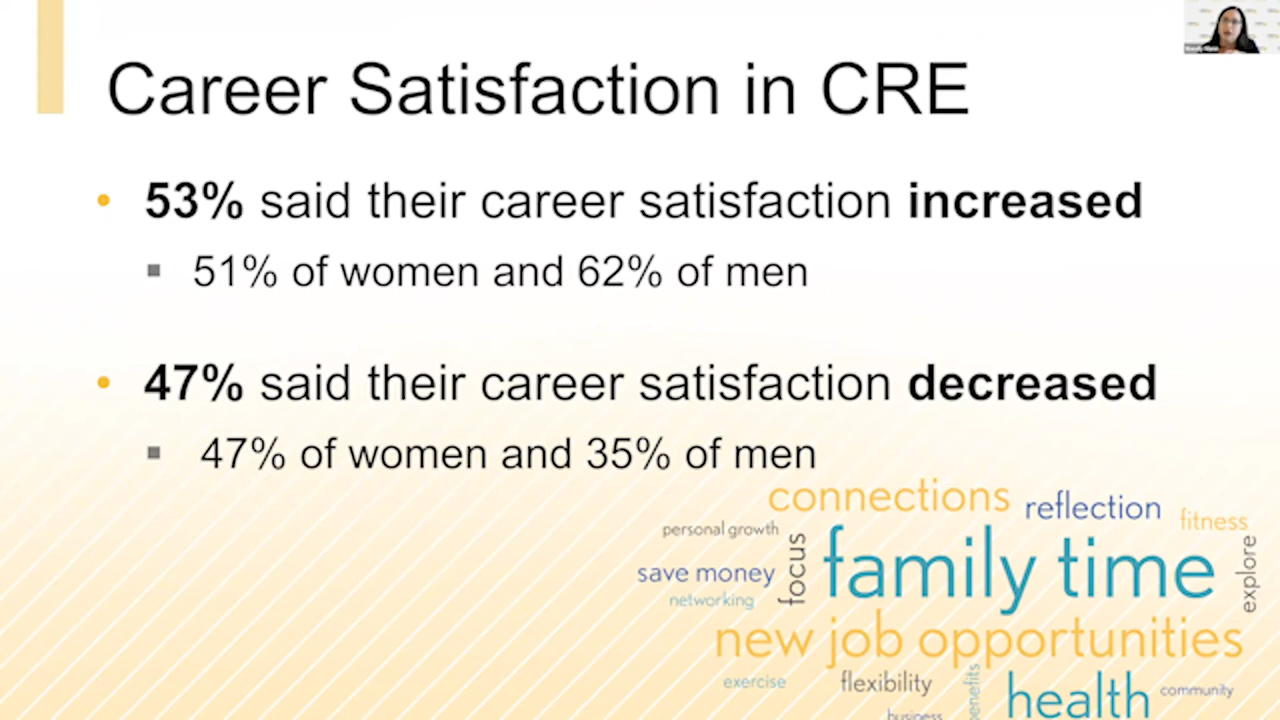 Career Satisfaction in CRE
53% said their career satisfaction increased
51% of women and 62% of men
47% said their career satisfaction decreased
47% of women and 35% of men
connections
reflection
fitness
personal growth
focus
family time
explore
save money
networking
new job opportunities
exercise
flexibility
benefits
health
community
business